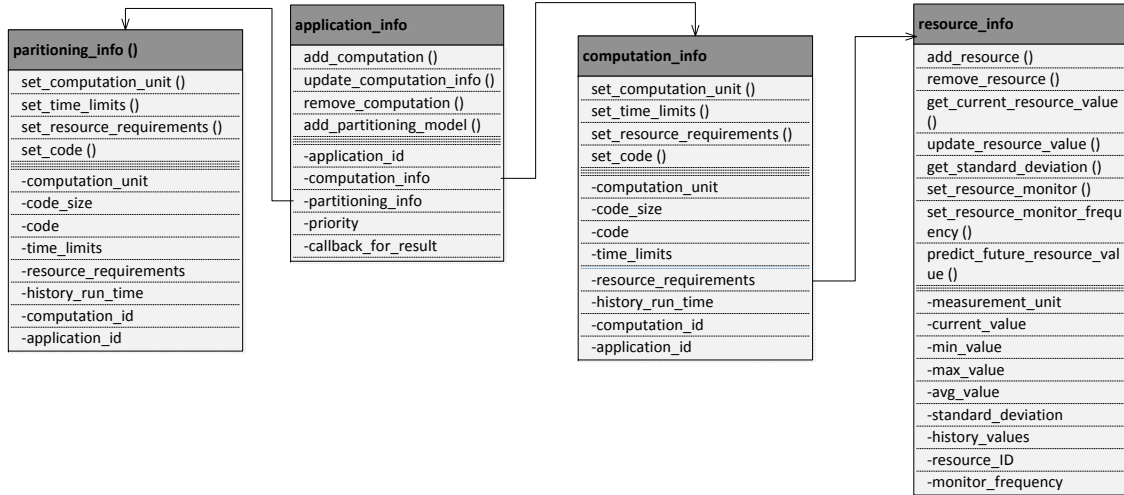 paritioning_info ()
set_computation_unit ()
set_time_limits ()
set_resource_requirements ()
set_code ()
-computation_unit
-code_size
-code
-time_limits
-resource_requirements
-history_run_time
-computation_id
-application_id
application_info
add_computation ()
update_computation_info ()
remove_computation ()
add_partitioning_model ()
-application_id
-computation_info
-partitioning_info
-priority
-callback_for_result
computation_info
set_computation_unit ()
set_time_limits ()
set_resource_requirements ()
set_code ()
-computation_unit
-code_size
-code
-time_limits
-resource_requirements
-history_run_time
-computation_id
-application_id
resource_info
add_resource ()
remove_resource ()
get_current_resource_value
()
update_resource_value ()
get_standard_deviation ()
set_resource_monitor ()
set_resource_monitor_frequ
ency ()
predict_future_resource_val
ue ()
-measurement_unit
-current_value
-min_value
-max_value
-avg_value
-standard_deviation
-history_values
-resource_ID
-monitor_frequency